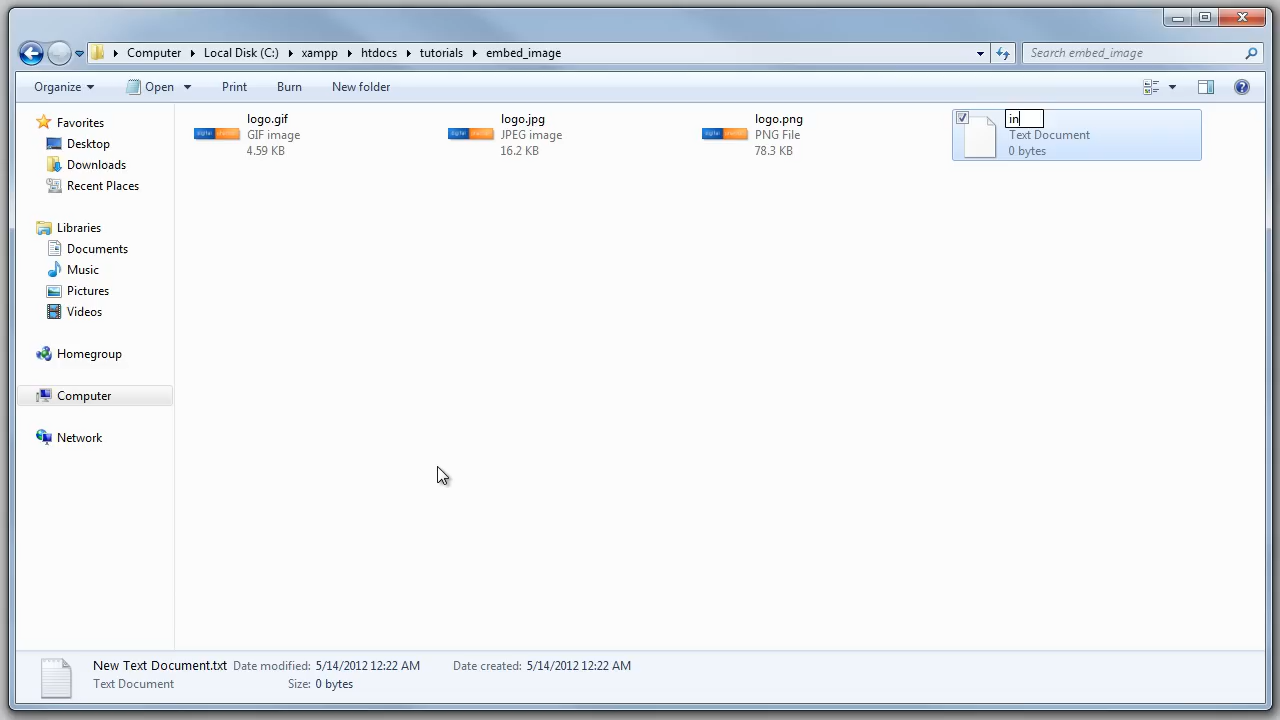 Computer Local Disk (C:) xampp htdocs tutorials embed_image Search embed_image
Organize Open Print Burn New folder
Favorites
Desktop
Downloads
Recent Places
Libraries
Documents
Music
Pictures
Videos
Homegroup
Computer
Network
logo.gif
GIF image
4.59 KB
logo.jpg
JPEG image
16.2 KB
logo.png
PNG File
78.3 KB
in
Text Document
0 bytes
New Text Document.txt Date modified: 5/14/2012 12:22 AM Date created: 5/14/2012 12:22 AM
Text Document Size: 0 bytes